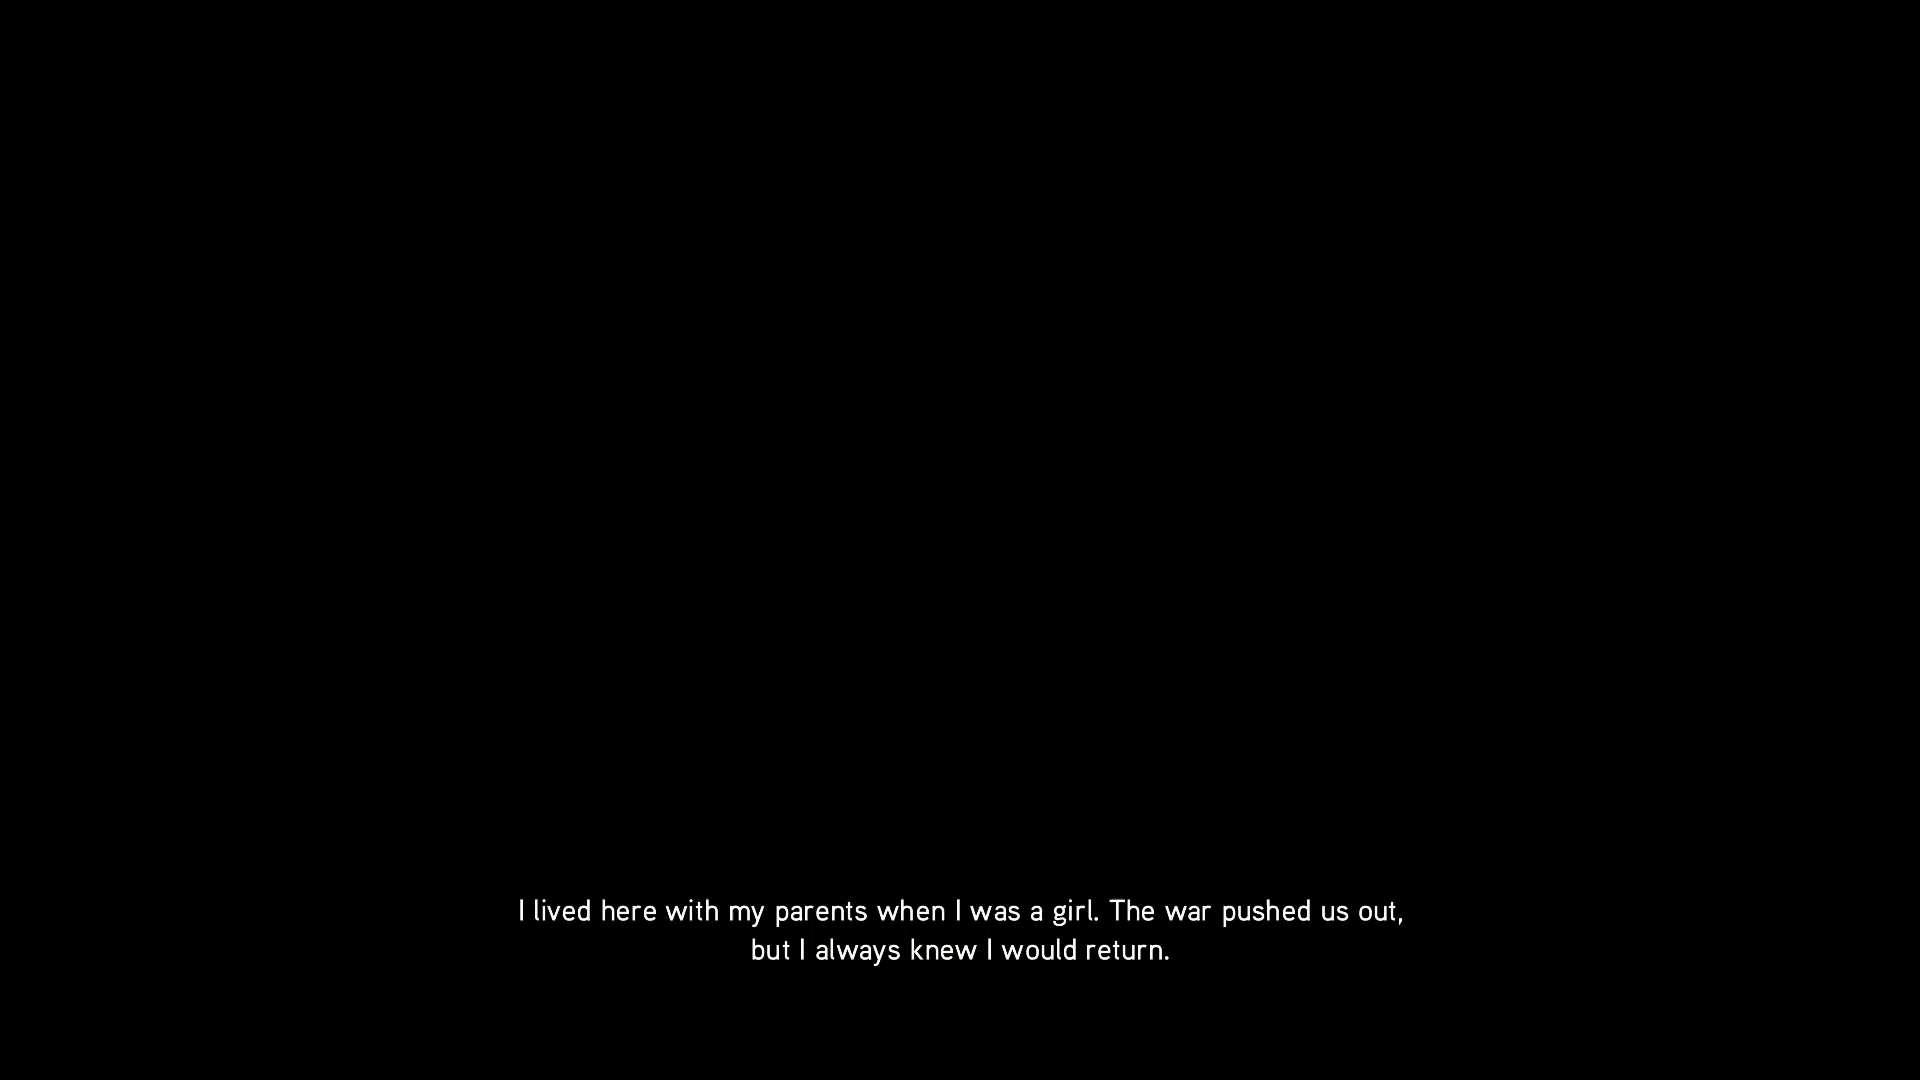 I lived here with my parents when I was a girl. The war pushed us out,
but I always knew I would return.